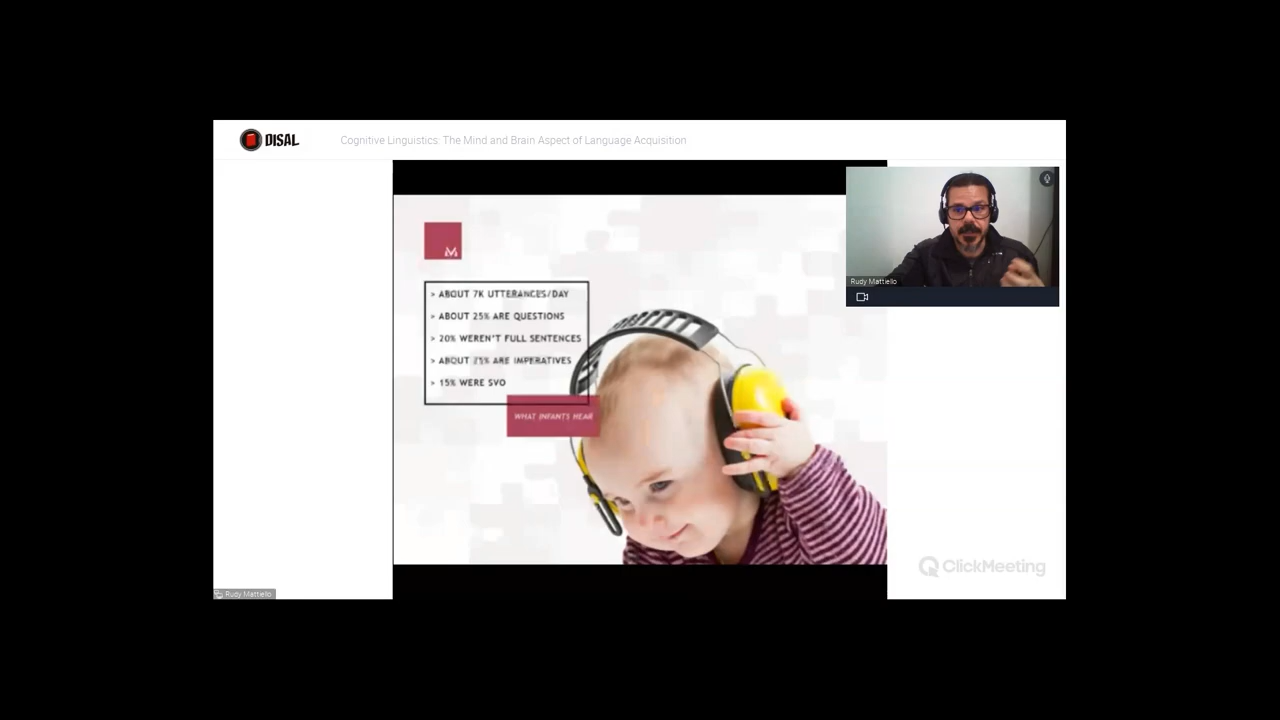 DISAL
Cognitive Linguistics: The Mind and Brain Aspect of Language Acquisition
Rudy Mattiello
M
> ABOUT 7K UTTERANCES/DAY
> ABOUT 25% ARE QUESTIONS
> 20% WEREN'T FULL SENTENCES
> ABOUT 25% ARE IMPERATIVES
> 15% WERE SVO
WHAT INFANTS HEAR
ClickMeeting
Rudy Mattiello